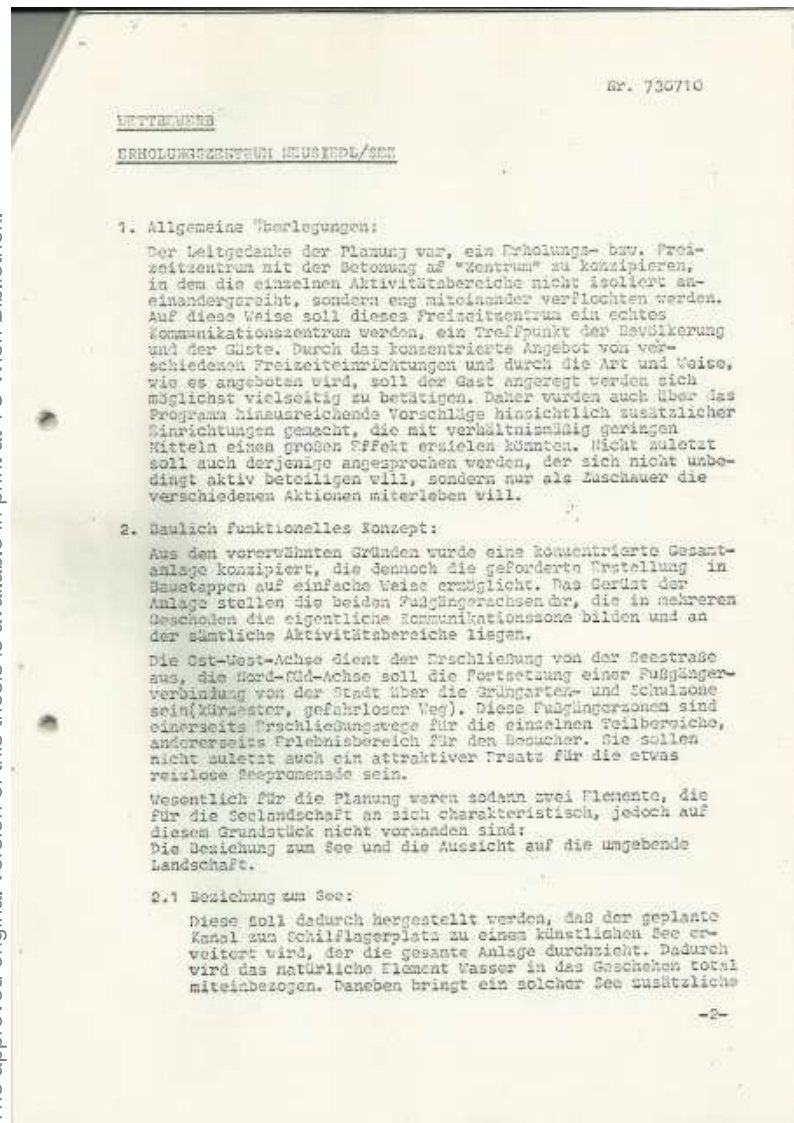 Nr. 736710
WETTBEWERB
ERHOLUNGSZENTRUM NEUSIEDL/SEE
1. Allgemeine Überlegungen:
Der Leitgedanke der Planung war, ein Erholungs- bzw. Frei-
zeitzentrum mit der Betonung af "Zentrum" zu konzipieren,
in dem die einzelnen Aktivitätsbereiche nicht isoliert an-
einandergereiht, sondern eng miteinander verflochten werden.
Auf diese Weise soll dieses Freizeitzentrum ein echtes
Kommunikationszentrum werden, ein Treffpunkt der Bevölkerung
und der Gäste. Durch das konzentrierte Angebot von ver-
schiedenen Freizeiteinrichtungen und durch die Art und Weise,
wie es angeboten wird, soll der Gast angeregt werden sich
möglichst vielseitig zu betätigen. Daher wurden auch über das
Programm hinausreichende Vorschläge hinsichtlich zusätzlicher
Einrichtungen gemacht, die mit verhältnismäßig geringen
Mitteln einen großen Effekt erzielen könnten. Nicht zuletzt
soll auch derjenige angesprochen werden, der sich nicht unbe-
dingt aktiv beteiligen will, sondern nur als Zuschauer die
verschiedenen Aktionen miterleben will.
2. Baulich funktionelles Konzept:
Aus den vorerwähnten Gründen wurde eine konzentrierte Gesamt-
anlage konzipiert, die dennoch die geforderte Erstellung in
Bauetappen auf einfache Weise ermöglicht. Das Gerüst der
Anlage stellen die beiden Fußgängerachsen dar, die in mehreren
Geschoßen die eigentliche Kommunikationszone bilden und an
der sämtliche Aktivitätsbereiche liegen.
Die Ost-West-Achse dient der Erschließung von der Seestraße
aus, die Nord-Süd-Achse soll die Fortsetzung einer Fußgänger-
verbindung von der Stadt über die Grüngarten- und Schulzone
sein(kürzester, gefahrloser Weg). Diese Fußgängerzonen sind
einerseits Erschließungswege für die einzelnen Teilbereiche,
andererseits Erlebnisbereich für den Besucher. Sie sollen
nicht zuletzt auch ein attraktiver Ersatz für die etwas
reizlose Seepromenade sein.
Wesentlich für die Planung waren sodann zwei Elemente, die
für die Seelandschaft an sich charakteristisch, jedoch auf
diesem Grundstück nicht vorhanden sind:
Die Beziehung zum See und die Aussicht auf die umgebende
Landschaft.
2.1 Beziehung zum See:
Diese soll dadurch hergestellt werden, daß der geplante
Kanal zum Schilflagerplatz zu einem künstlichen See er-
weitert wird, der die gesamte Anlage durchzieht. Dadurch
wird das natürliche Element Wasser in das Geschehen total
miteinbezogen. Daneben bringt ein solcher See zusätzliche
-2-